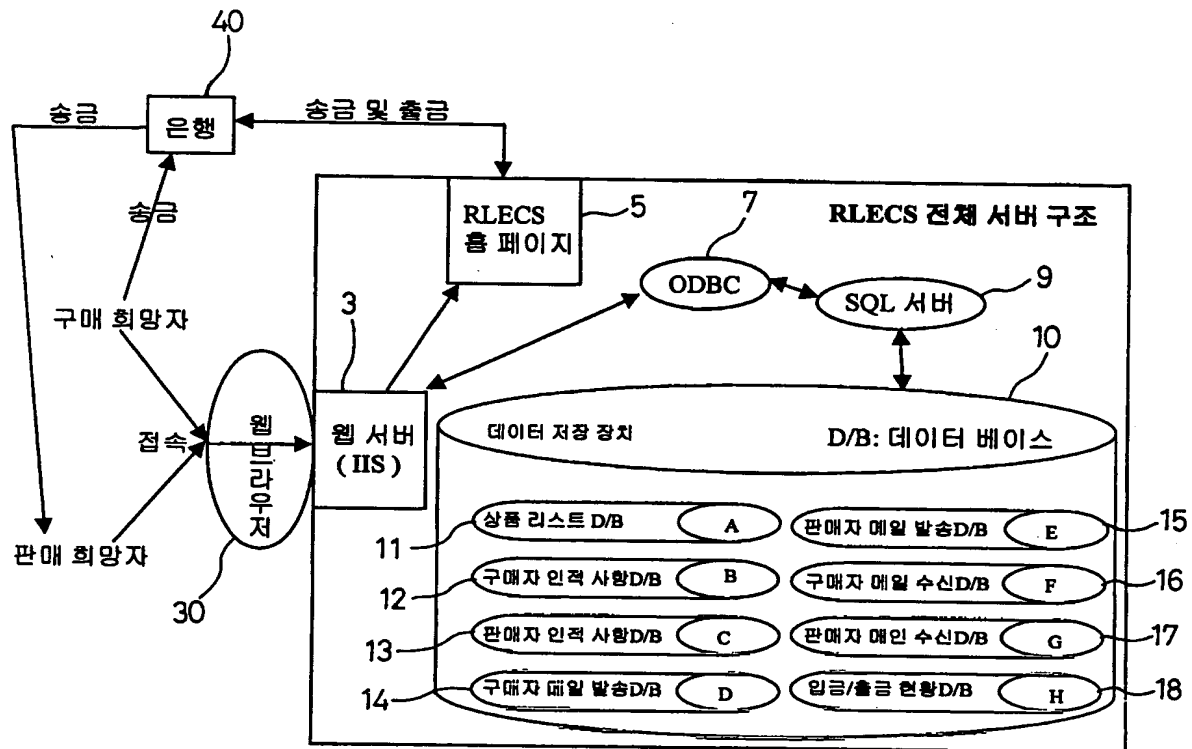 40
송금
은행
송금 및 출금
송금
RLECS
홈 페이지
5
7
RLECS 전체 서버 구조
ODBC
9
SQL 서버
구매 희망자
3
10
접속
웹브라우저
웹 서버
( IIS )
데이터 저장 장치
D/B: 데이터 베이스
판매 희망자
30
11
상품 리스트 D/B
A
판매자 메일 발송D/B
E
15
12
구매자 인적 사항D/B
B
구매자 메일 수신D/B
F
16
13
판매자 인적 사항D/B
C
판매자 메인 수신D/B
G
17
14
구매자 메일 발송D/B
D
입금/출금 현황D/B
H
18